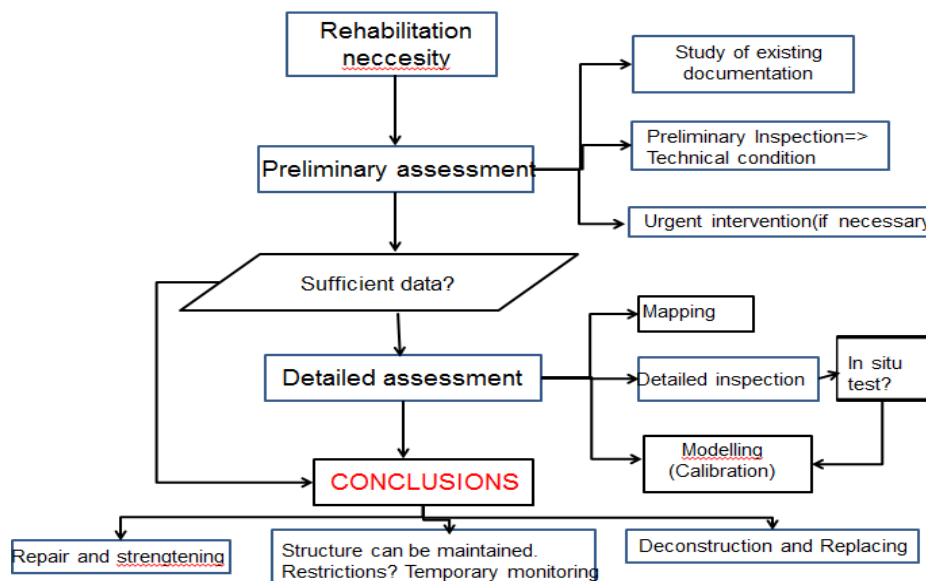 Rehabilitation
neccesity
Study of existing
documentation
Preliminary Inspection=>
Technical condition
Preliminary assessment
Urgent intervention(if necessary
Sufficient data?
Mapping
Detailed assessment
Detailed inspection
In situ
test?
Modelling
(Calibration)
CONCLUSIONS
Repair and strengtening
Structure can be maintained.
Restrictions? Temporary monitoring
Deconstruction and Replacing